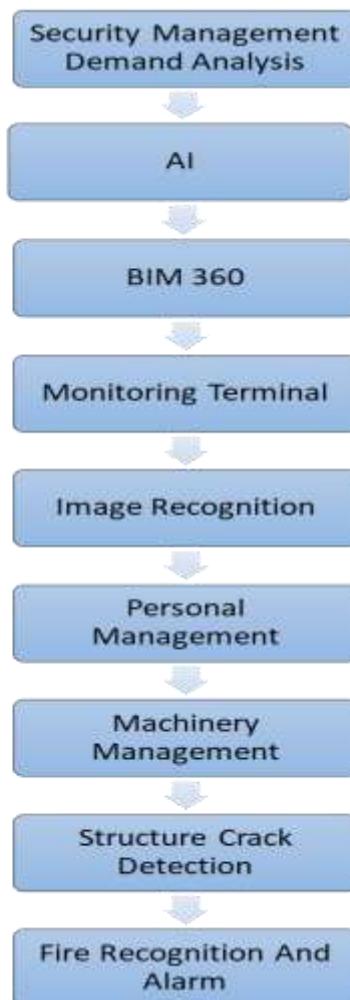 Security Management
Demand Analysis
AI
BIM 360
Monitoring Terminal
Image Recognition
Personal
Management
Machinery
Management
Structure Crack
Detection
Fire Recognition And
Alarm